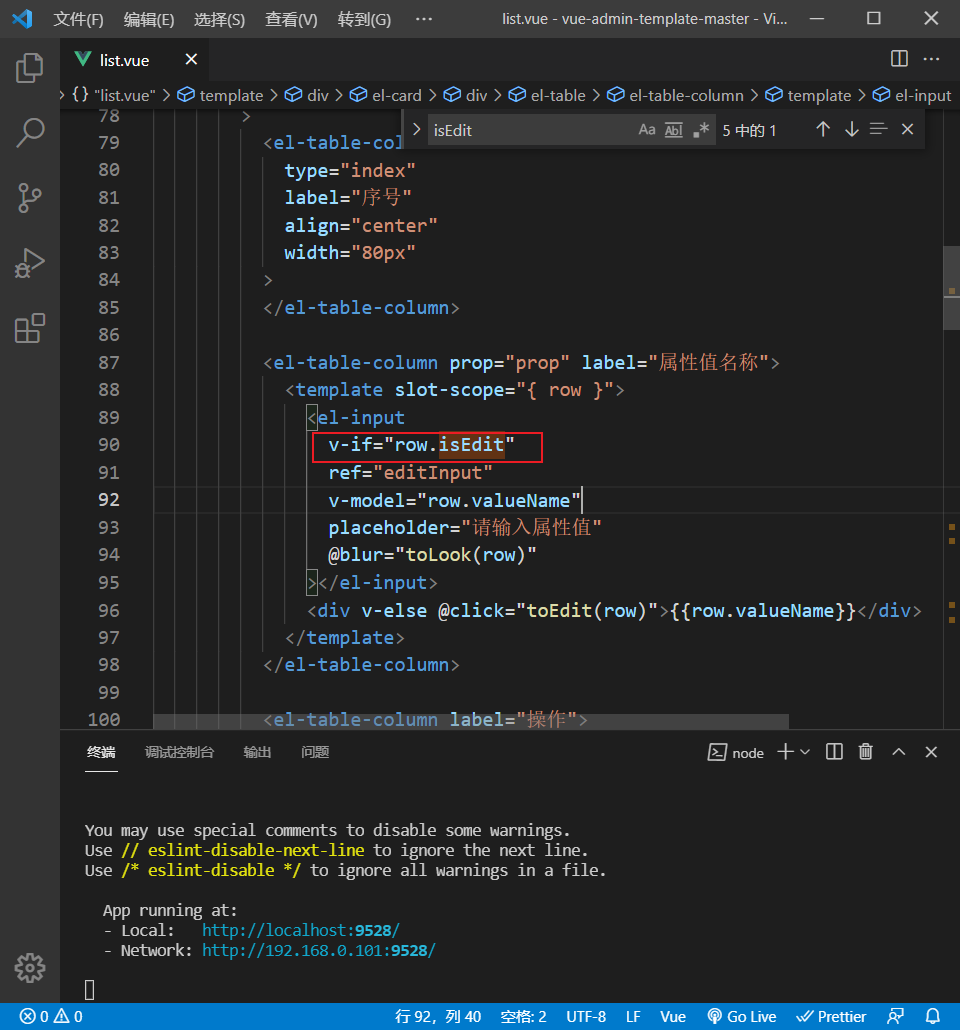 文件(F) 编辑(E) 选择(S) 查看(V) 转到(G) ··· list.vue - vue-admin-template-master - Vi...
list.vue
{} "list.vue" > template > div > el-card > div > el-table > el-table-column > template > el-input
isEdit Aa Abl .* 5 中的 1
78 >
79 <el-table-col
80 type="index"
81 label="序号"
82 align="center"
83 width="80px"
84 >
85 </el-table-column>
86
87 <el-table-column prop="prop" label="属性值名称">
88 <template slot-scope="{ row }">
89 <el-input
90 v-if="row.isEdit"
91 ref="editInput"
92 v-model="row.valueName"
93 placeholder="请输入属性值"
94 @blur="toLook(row)"
95 ></el-input>
96 <div v-else @click="toEdit(row)">{{row.valueName}}</div>
97 </template>
98 </el-table-column>
99
100 <el-table-column label="操作">
终端 调试控制台 输出 问题 node
You may use special comments to disable some warnings.
Use // eslint-disable-next-line to ignore the next line.
Use /* eslint-disable */ to ignore all warnings in a file.
App running at:
- Local: http://localhost:9528/
- Network: http://192.168.0.101:9528/
0 0 行 92，列 40 空格: 2 UTF-8 LF Vue Go Live Prettier